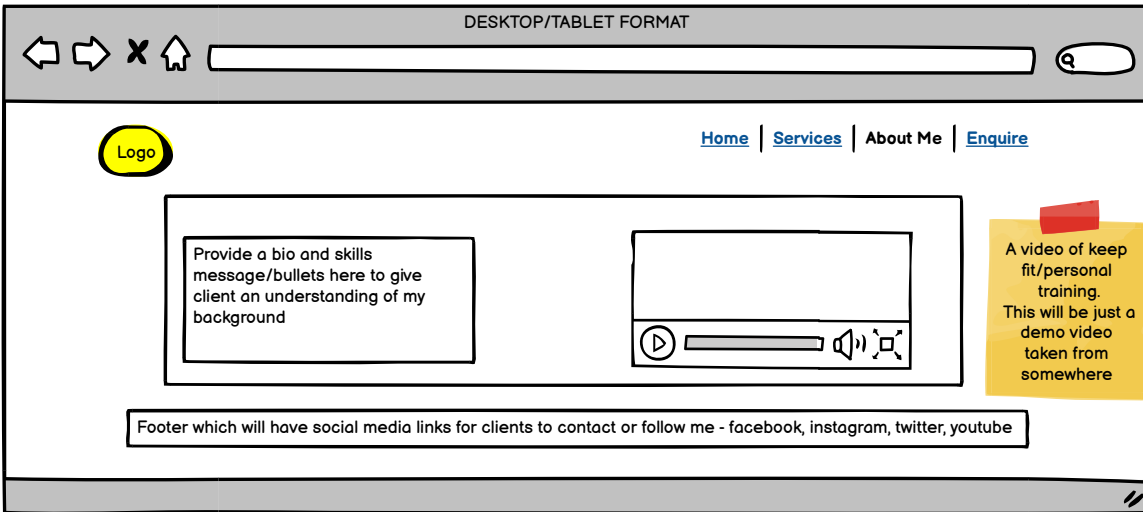 DESKTOP/TABLET FORMAT
Logo
Home | Services | About Me | Enquire
Provide a bio and skills
message/bullets here to give
client an understanding of my
background
A video of keep
fit/personal
training.
This will be just a
demo video
taken from
somewhere
Footer which will have social media links for clients to contact or follow me - facebook, instagram, twitter, youtube